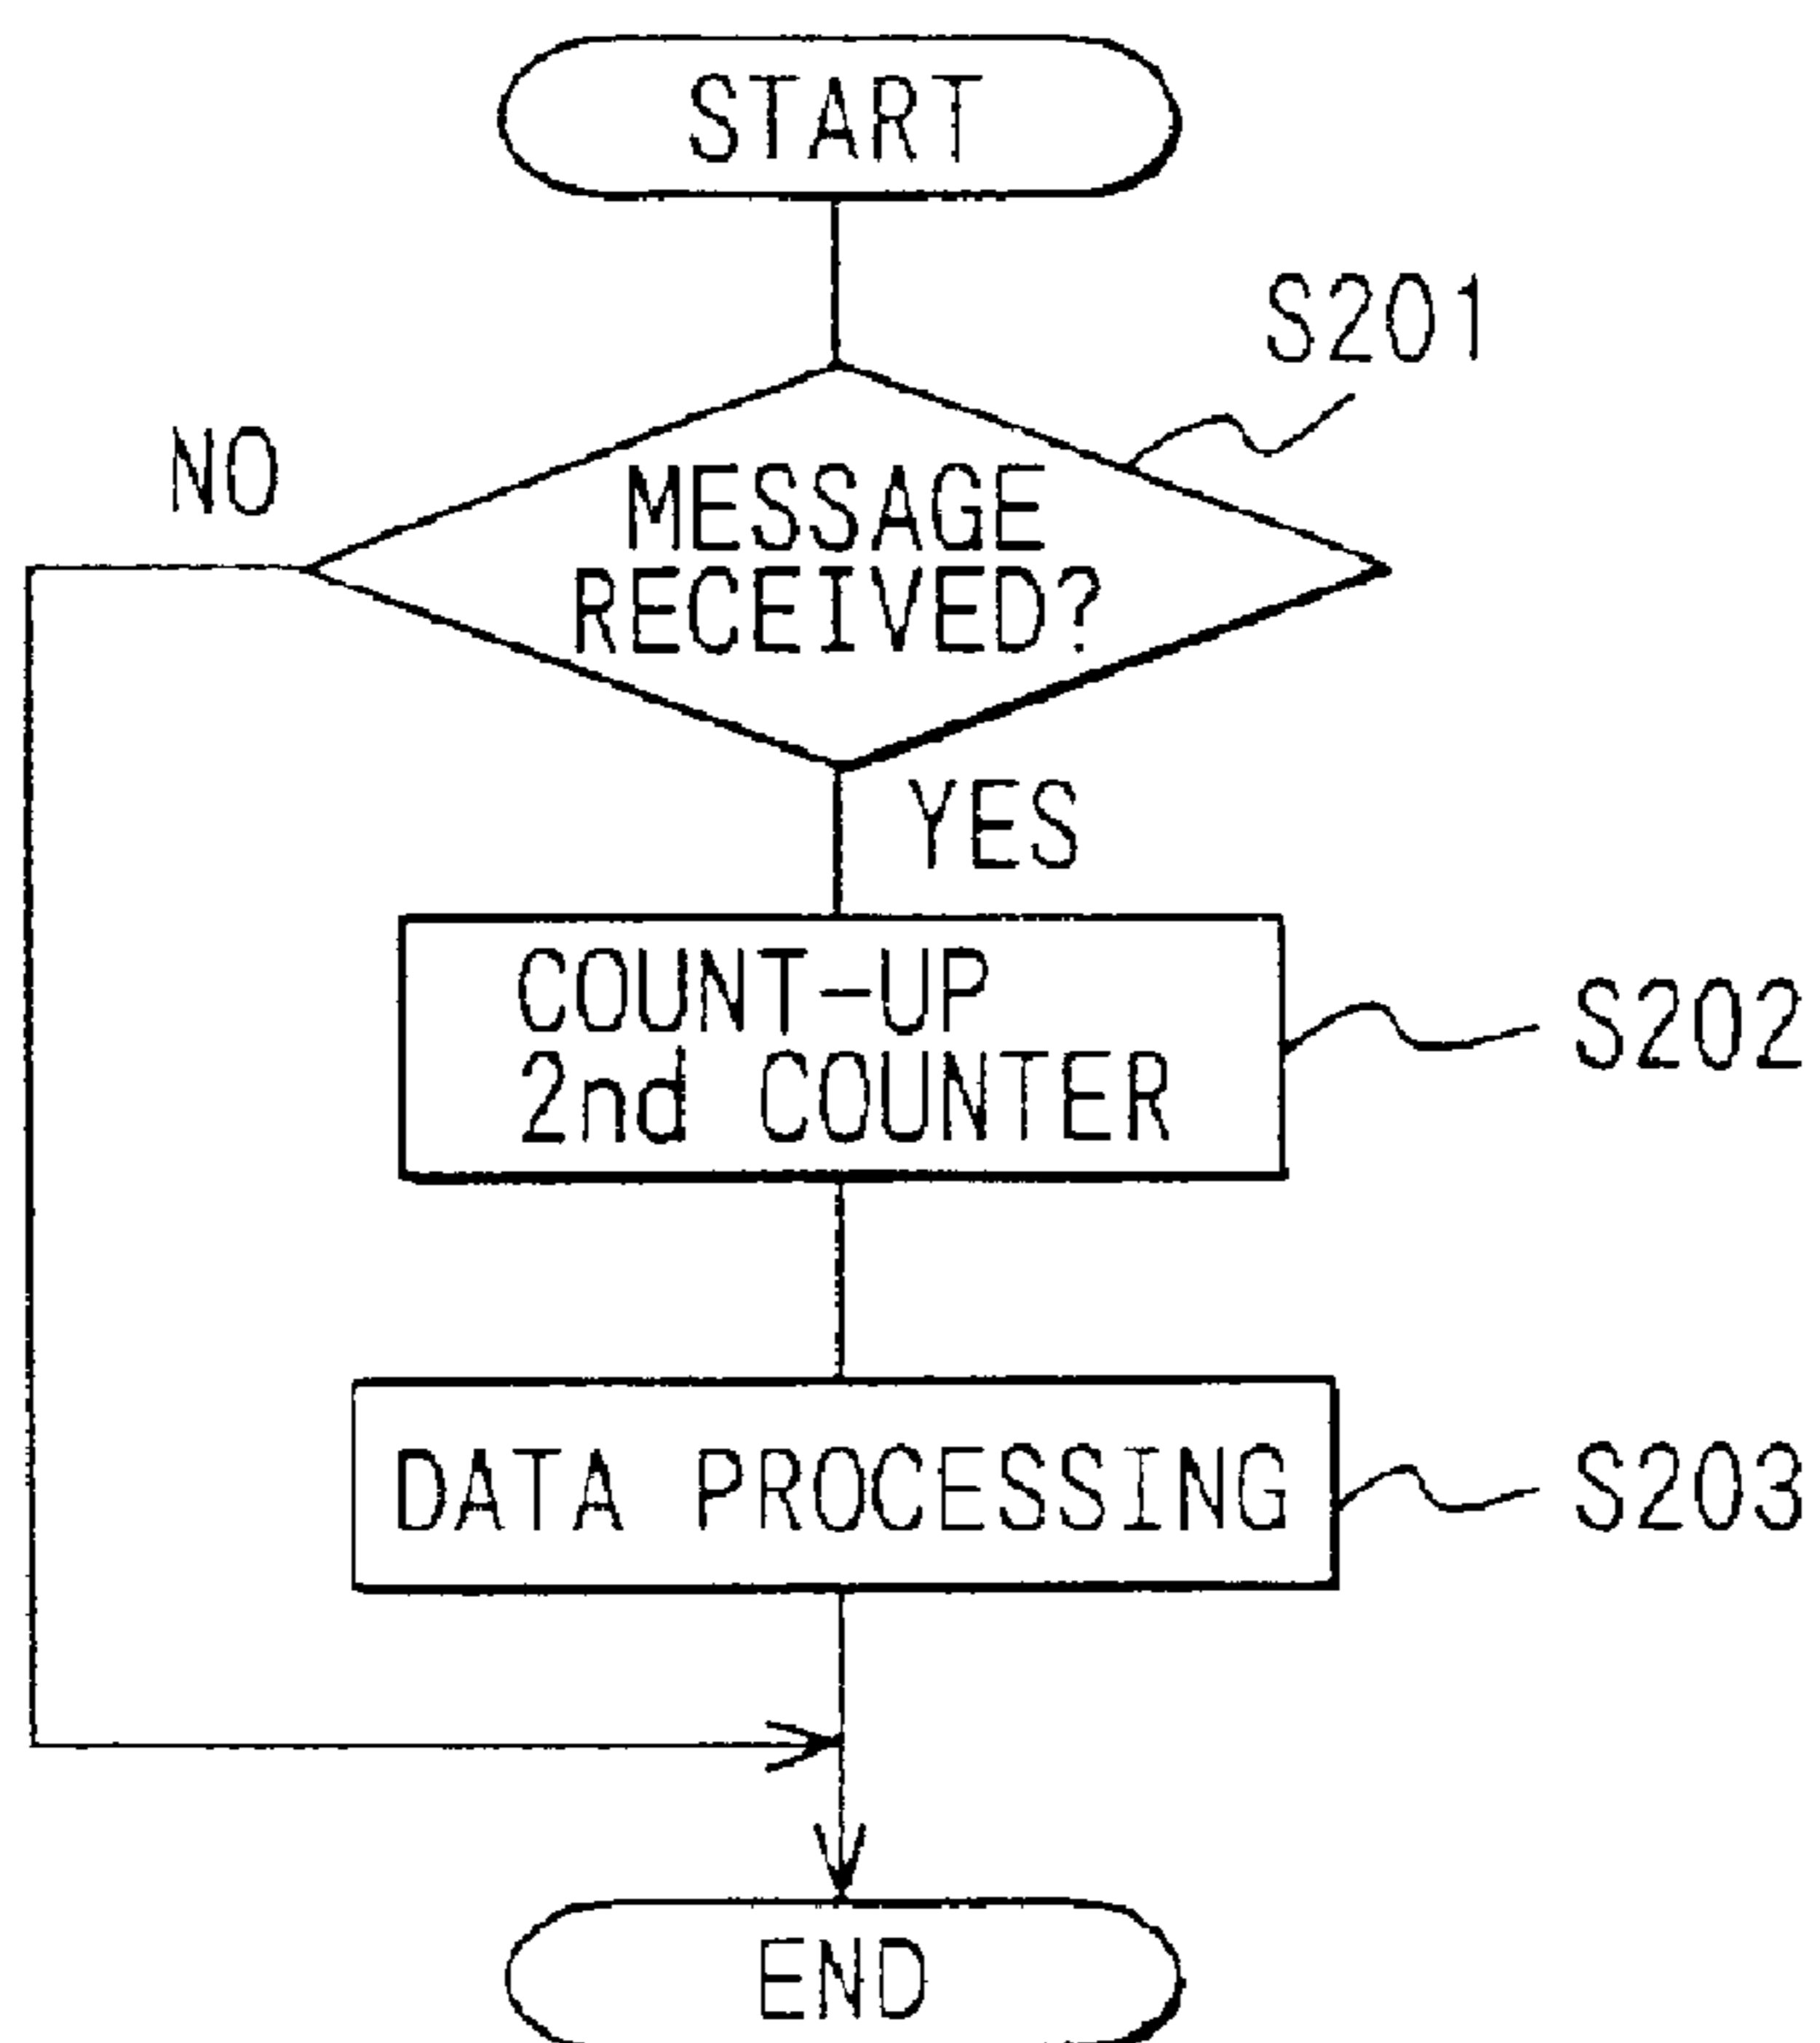 START
S201
NO
MESSAGE
RECEIVED?
YES
COUNT-UP
2nd COUNTER
S202
DATA PROCESSING
S203
END